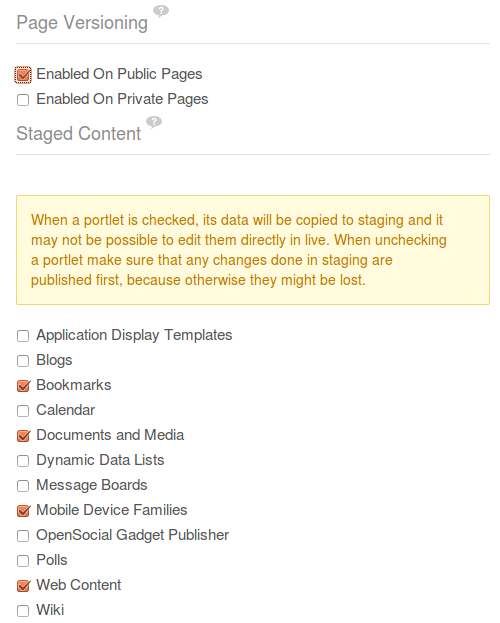 Page Versioning
Enabled On Public Pages
Enabled On Private Pages
Staged Content
When a portlet is checked, its data will be copied to staging and it
may not be possible to edit them directly in live. When unchecking
a portlet make sure that any changes done in staging are
published first, because otherwise they might be lost.
Application Display Templates
Blogs
Bookmarks
Calendar
Documents and Media
Dynamic Data Lists
Message Boards
Mobile Device Families
OpenSocial Gadget Publisher
Polls
Web Content
Wiki